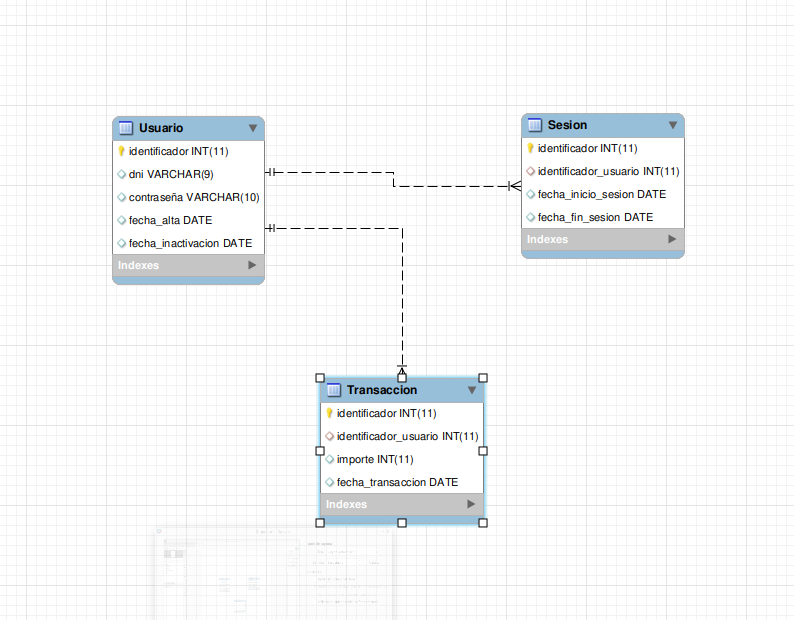 Usuario
identificador INT(11)
dni VARCHAR(9)
contraseña VARCHAR(10)
fecha_alta DATE
fecha_inactivacion DATE
Indexes
Sesion
identificador INT(11)
identificador_usuario INT(11)
fecha_inicio_sesion DATE
fecha_fin_sesion DATE
Indexes
Transaccion
identificador INT(11)
identificador_usuario INT(11)
importe INT(11)
fecha_transaccion DATE
Indexes